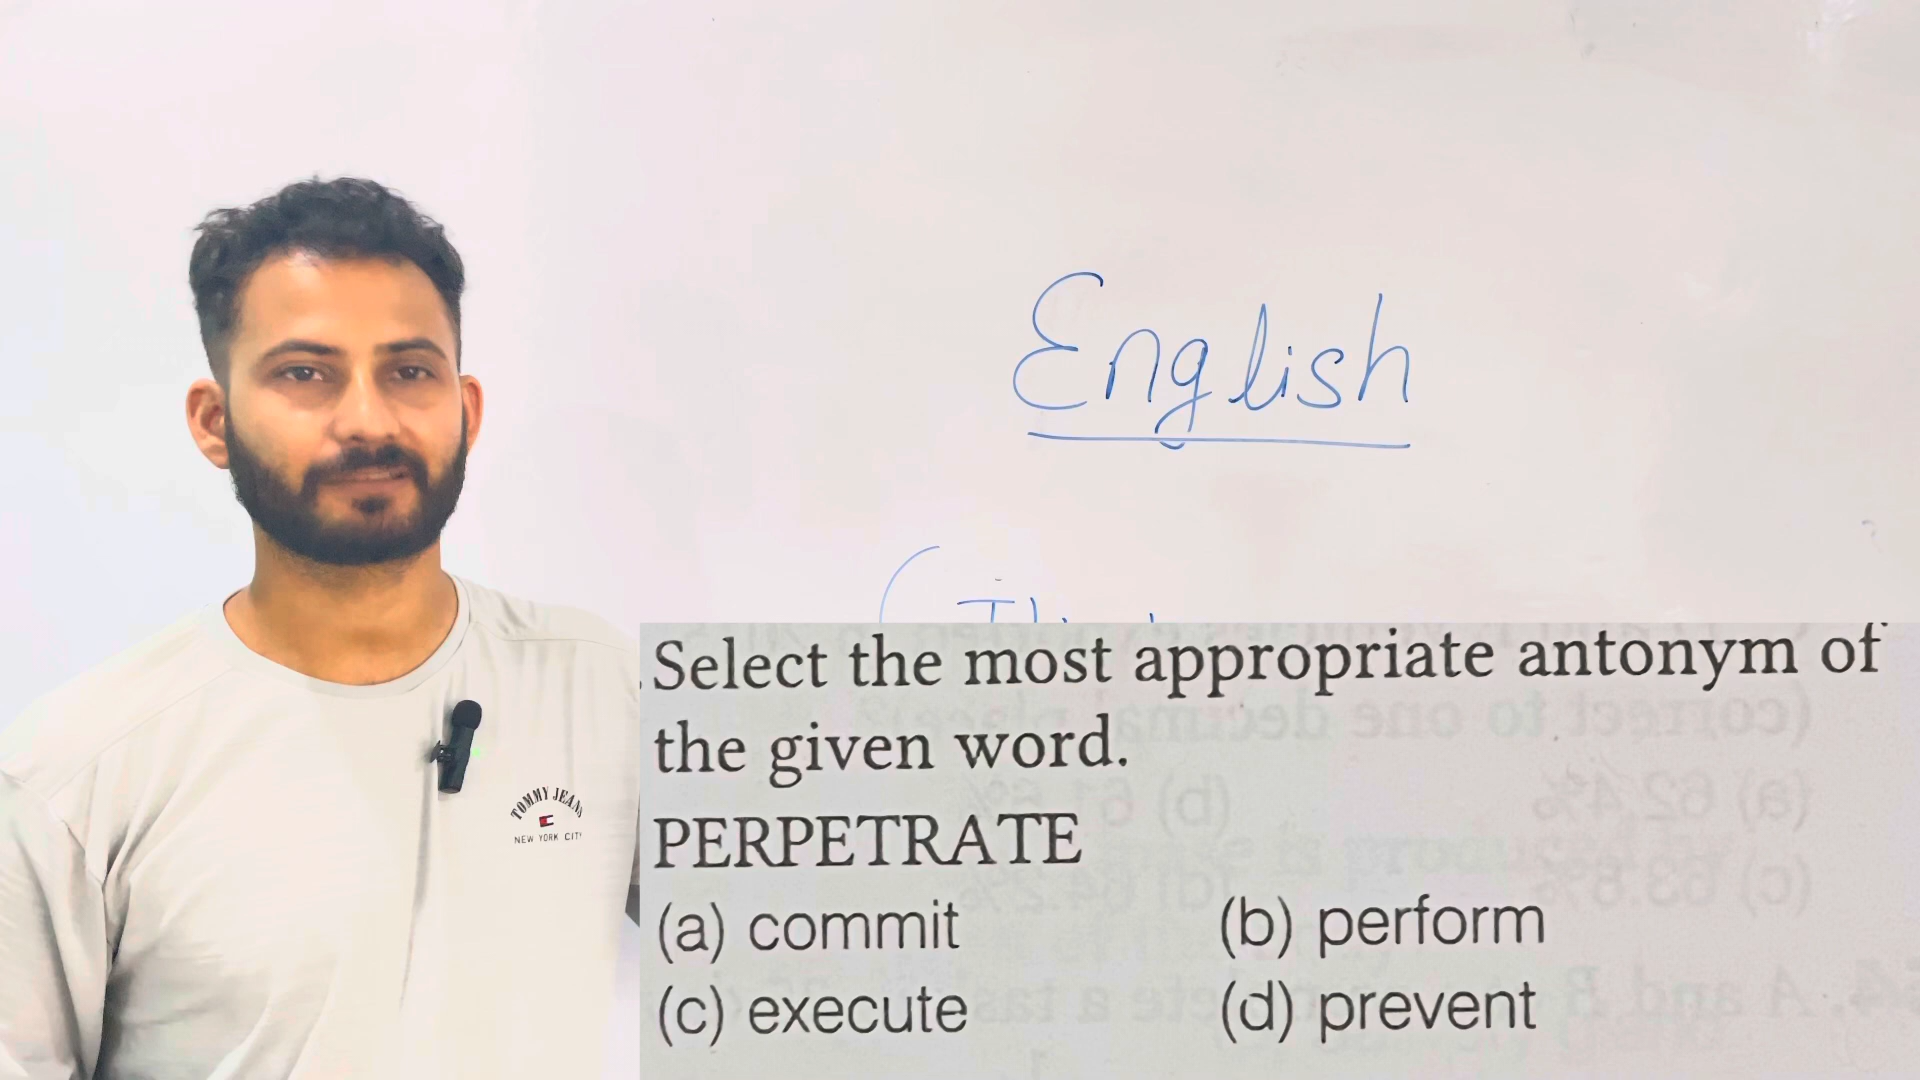 English
TOMMY JEANS
NEW YORK CITY
Select the most appropriate antonym of
the given word.
PERPETRATE
(a) commit (b) perform
(c) execute (d) prevent